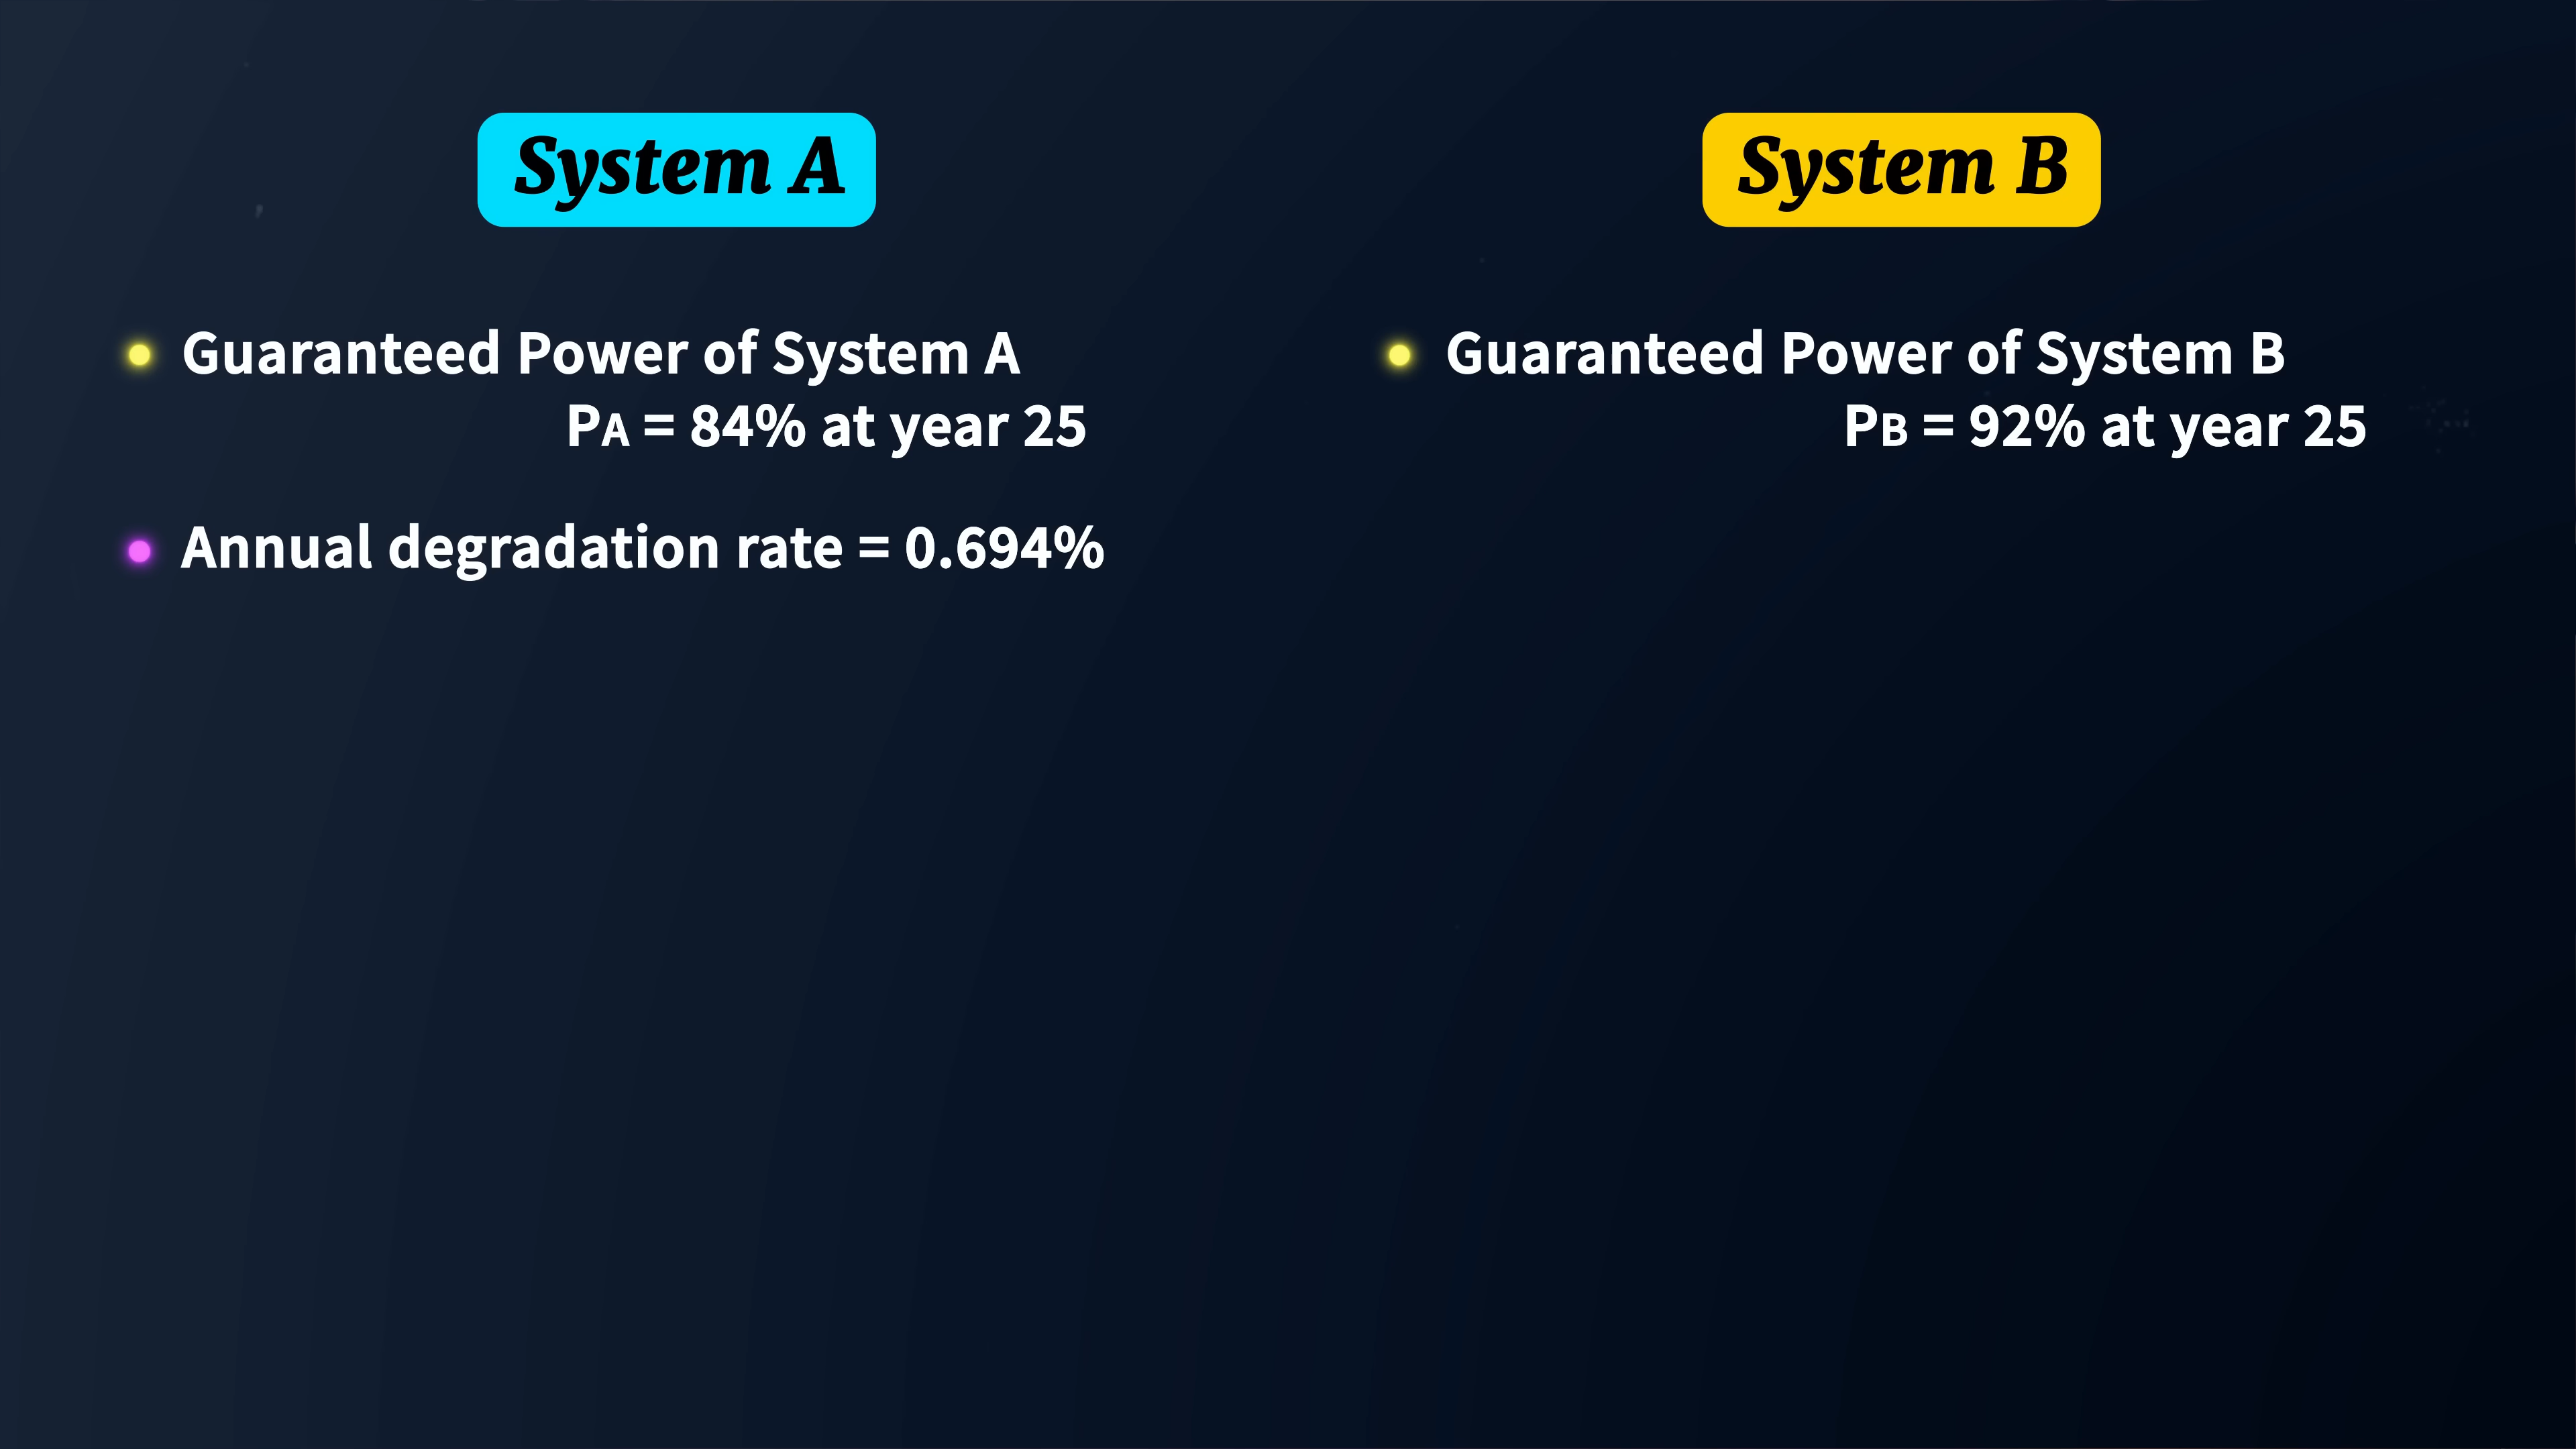 System A
Guaranteed Power of System A
PA = 84% at year 25
Annual degradation rate = 0.694%
System B
Guaranteed Power of System B
PB = 92% at year 25